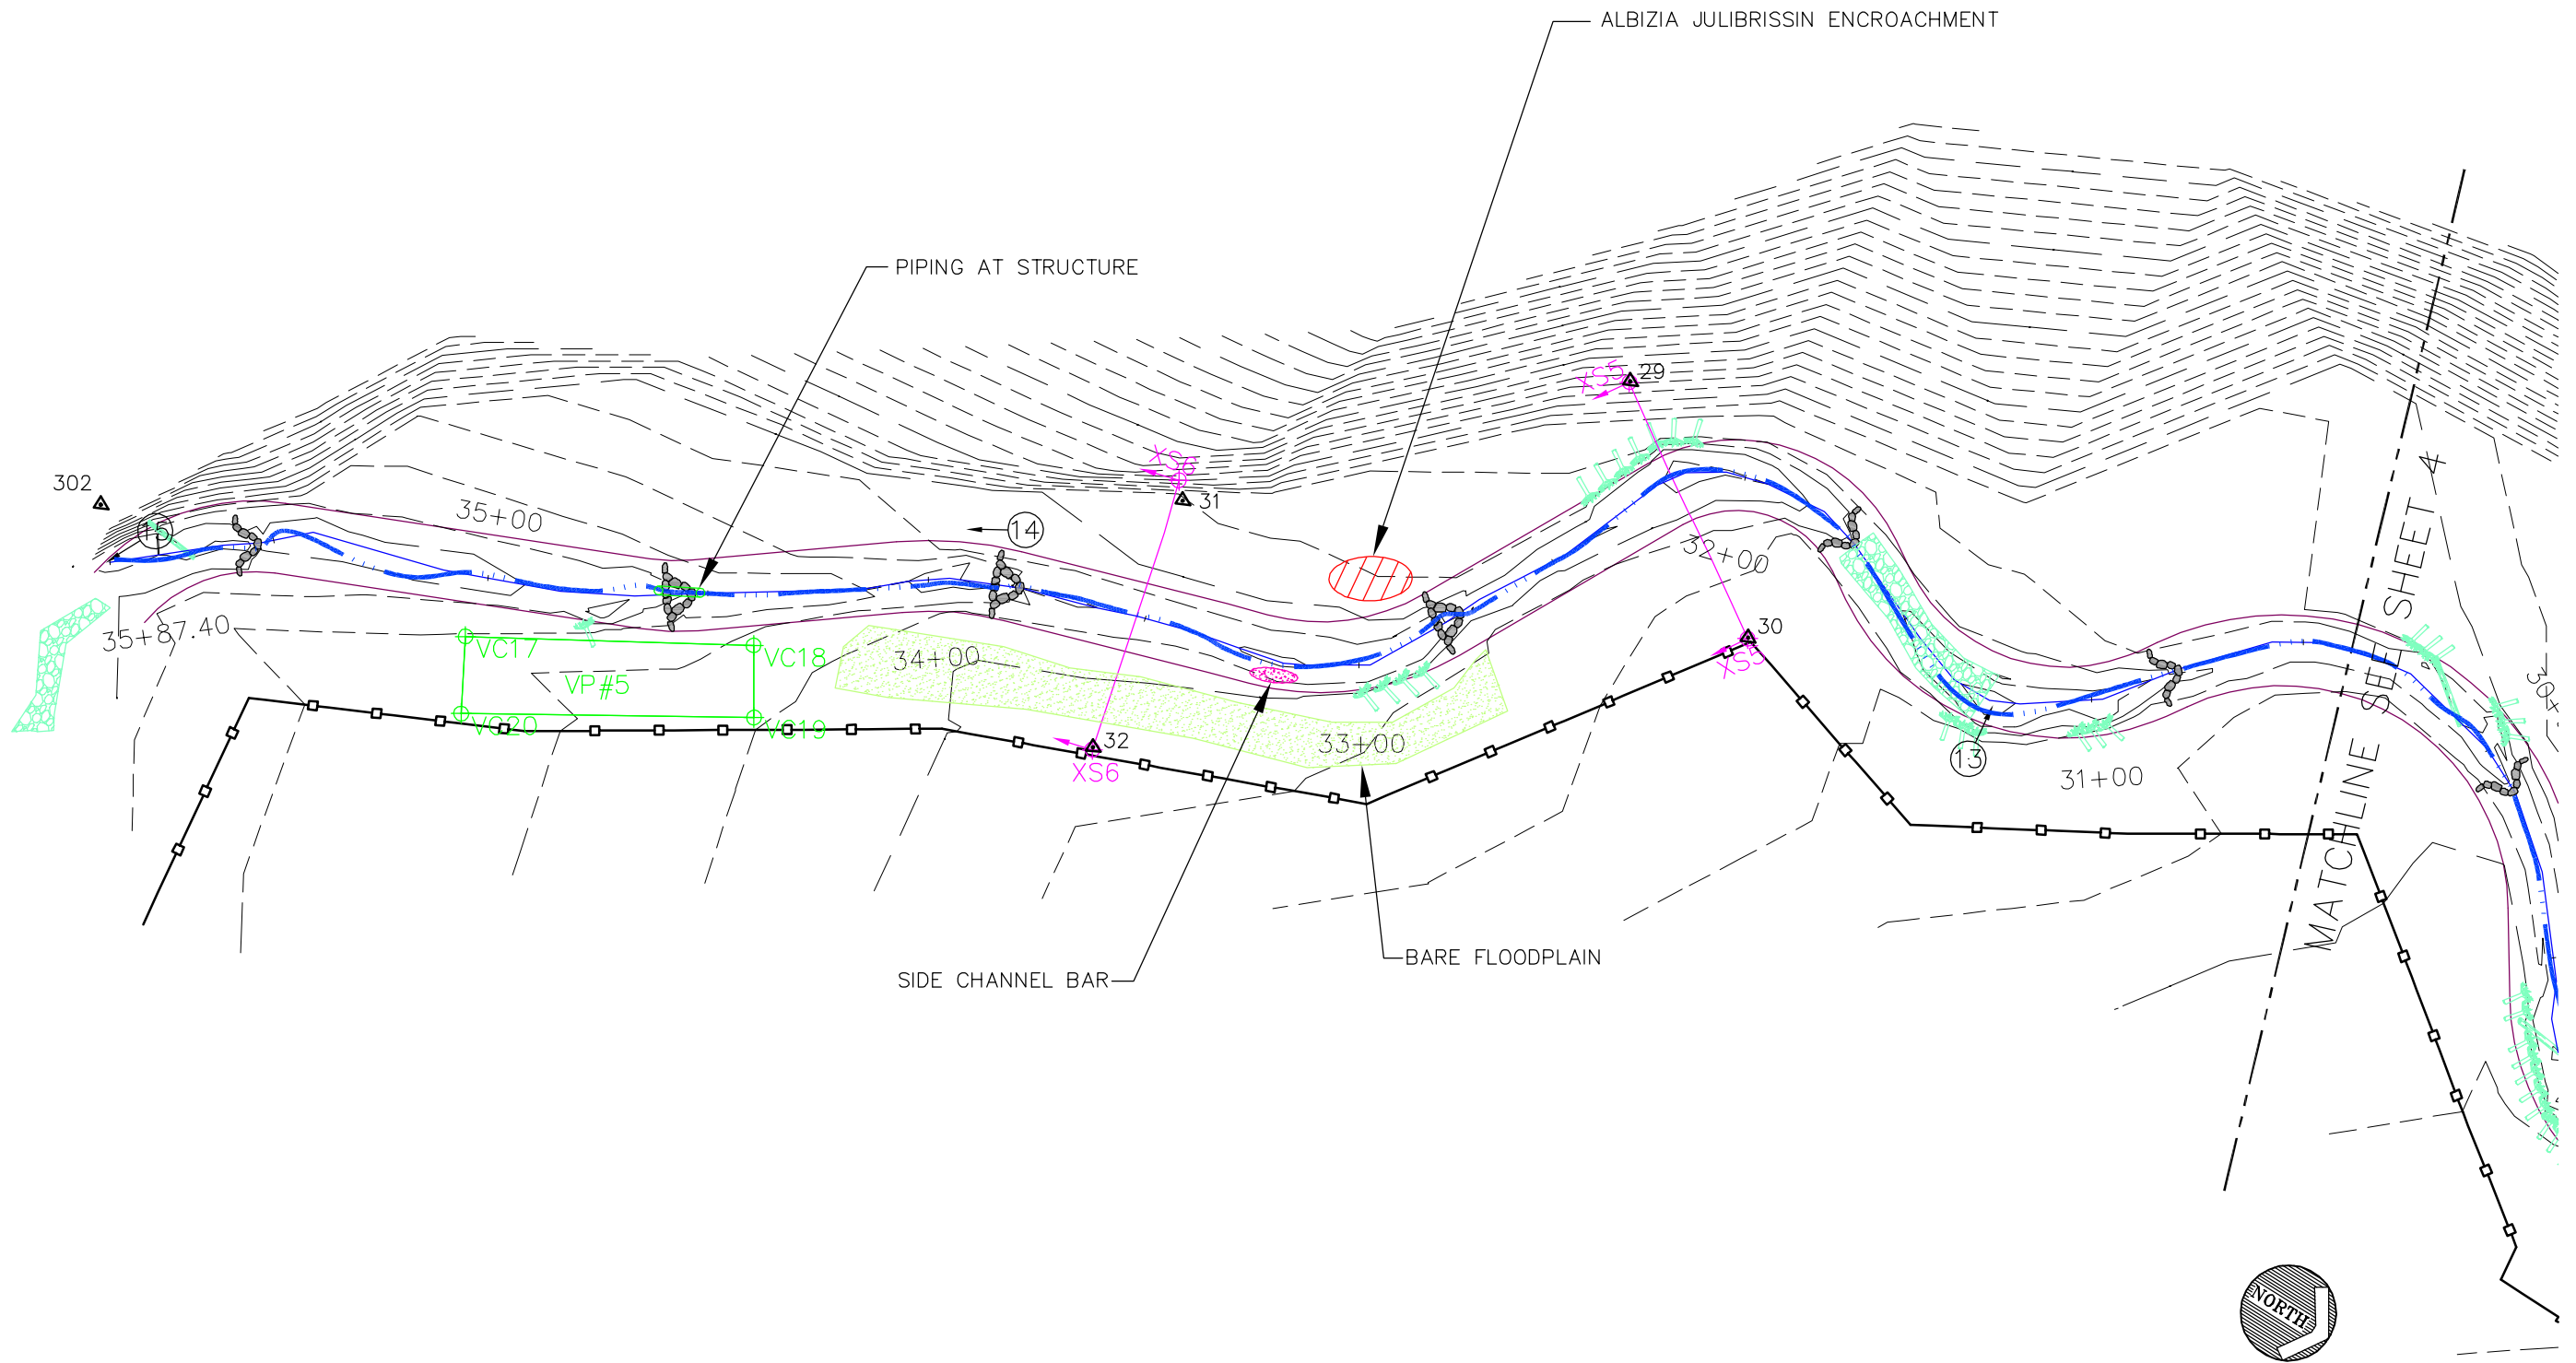 ALBIZIA JULIBRISSIN ENCROACHMENT
PIPING AT STRUCTURE
XS5
29
302
XS6
31
35+00
15
14
32+00
MATCHLINE SEE SHEET 4
35+87.40
VC17
VC18
34+00
VP#5
30
XS5
VC20
VC19
32
XS6
33+00
13
31+00
SIDE CHANNEL BAR
BARE FLOODPLAIN
NORTH